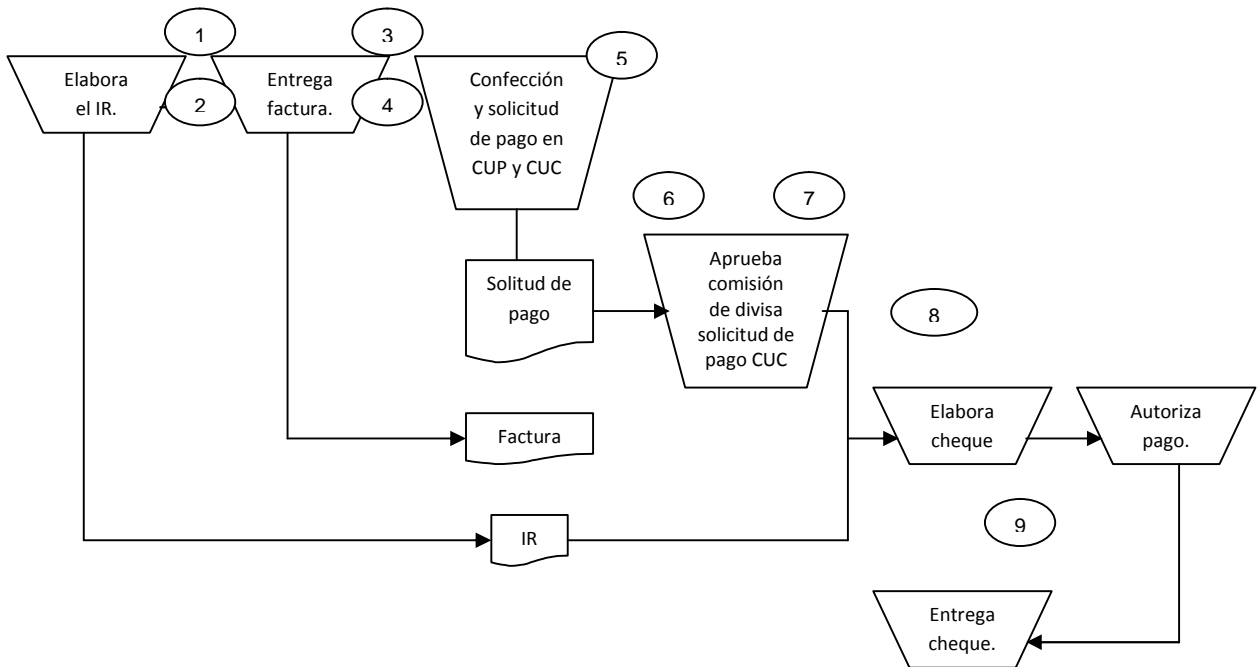 1
3
5
Elabora
el IR.
2
Entrega
factura.
4
Confección
y solicitud
de pago en
CUP y CUC
6
7
Solitud de
pago
Aprueba
comisión
de divisa
solicitud de
pago CUC
8
Factura
Elabora
cheque
Autoriza
pago.
IR
9
Entrega
cheque.